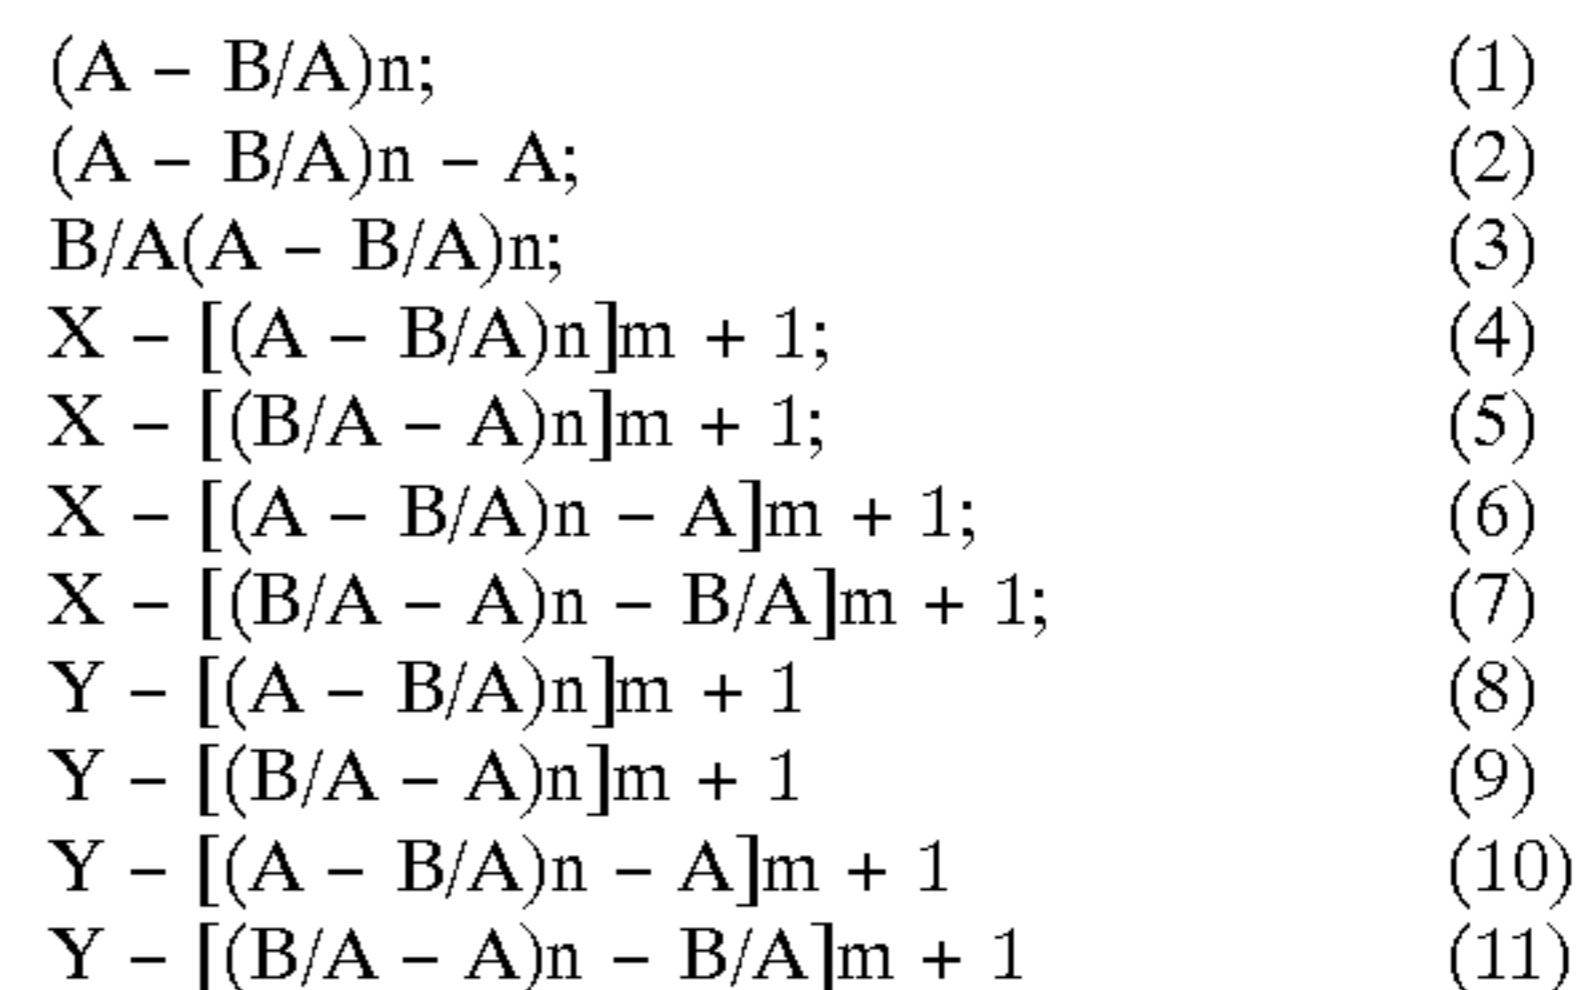 (A – B/A)n; (1)
(A – B/A)n – A; (2)
B/A(A – B/A)n; (3)
X – [(A – B/A)n]m + 1; (4)
X – [(B/A – A)n]m + 1; (5)
X – [(A – B/A)n – A]m + 1; (6)
X – [(B/A – A)n – B/A]m + 1; (7)
Y – [(A – B/A)n]m + 1 (8)
Y – [(B/A – A)n]m + 1 (9)
Y – [(A – B/A)n – A]m + 1 (10)
Y – [(B/A – A)n – B/A]m + 1 (11)